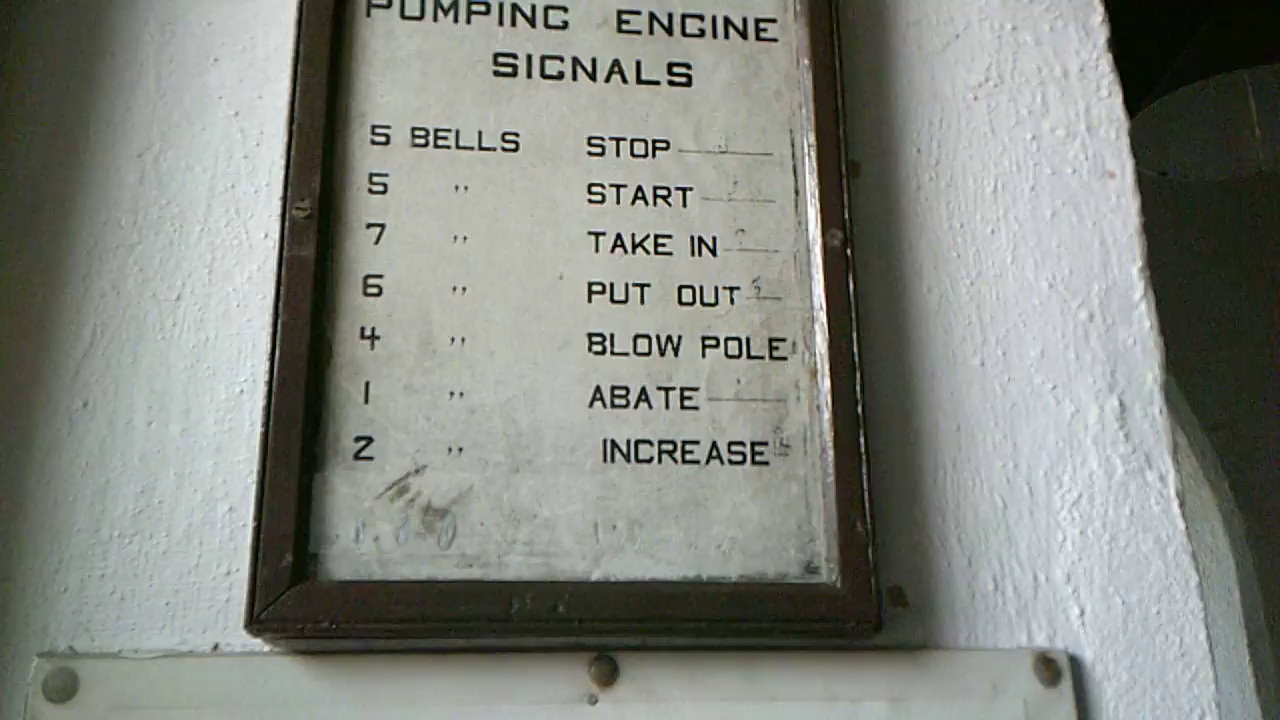 PUMPING ENGINE
SIGNALS
5 BELLS STOP
5 " START
7 " TAKE IN
6 " PUT OUT
4 " BLOW POLE
1 " ABATE
2 " INCREASE